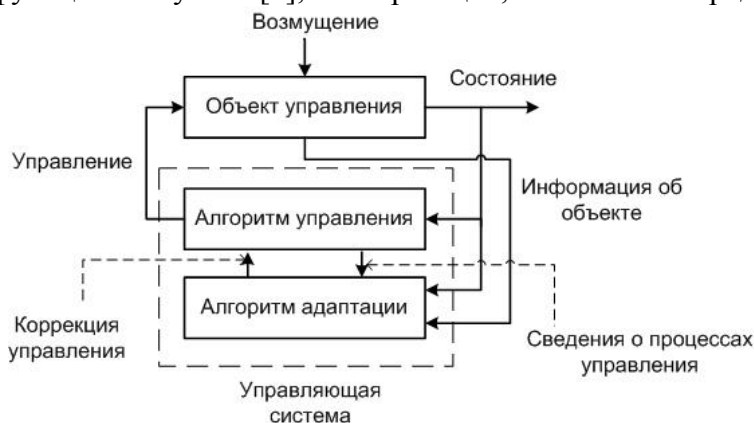 Возмущение
Состояние
Объект управления
Управление
Информация об
объекте
Алгоритм управления
Алгоритм адаптации
Коррекция
управления
Сведения о процессах
управления
Управляющая
система